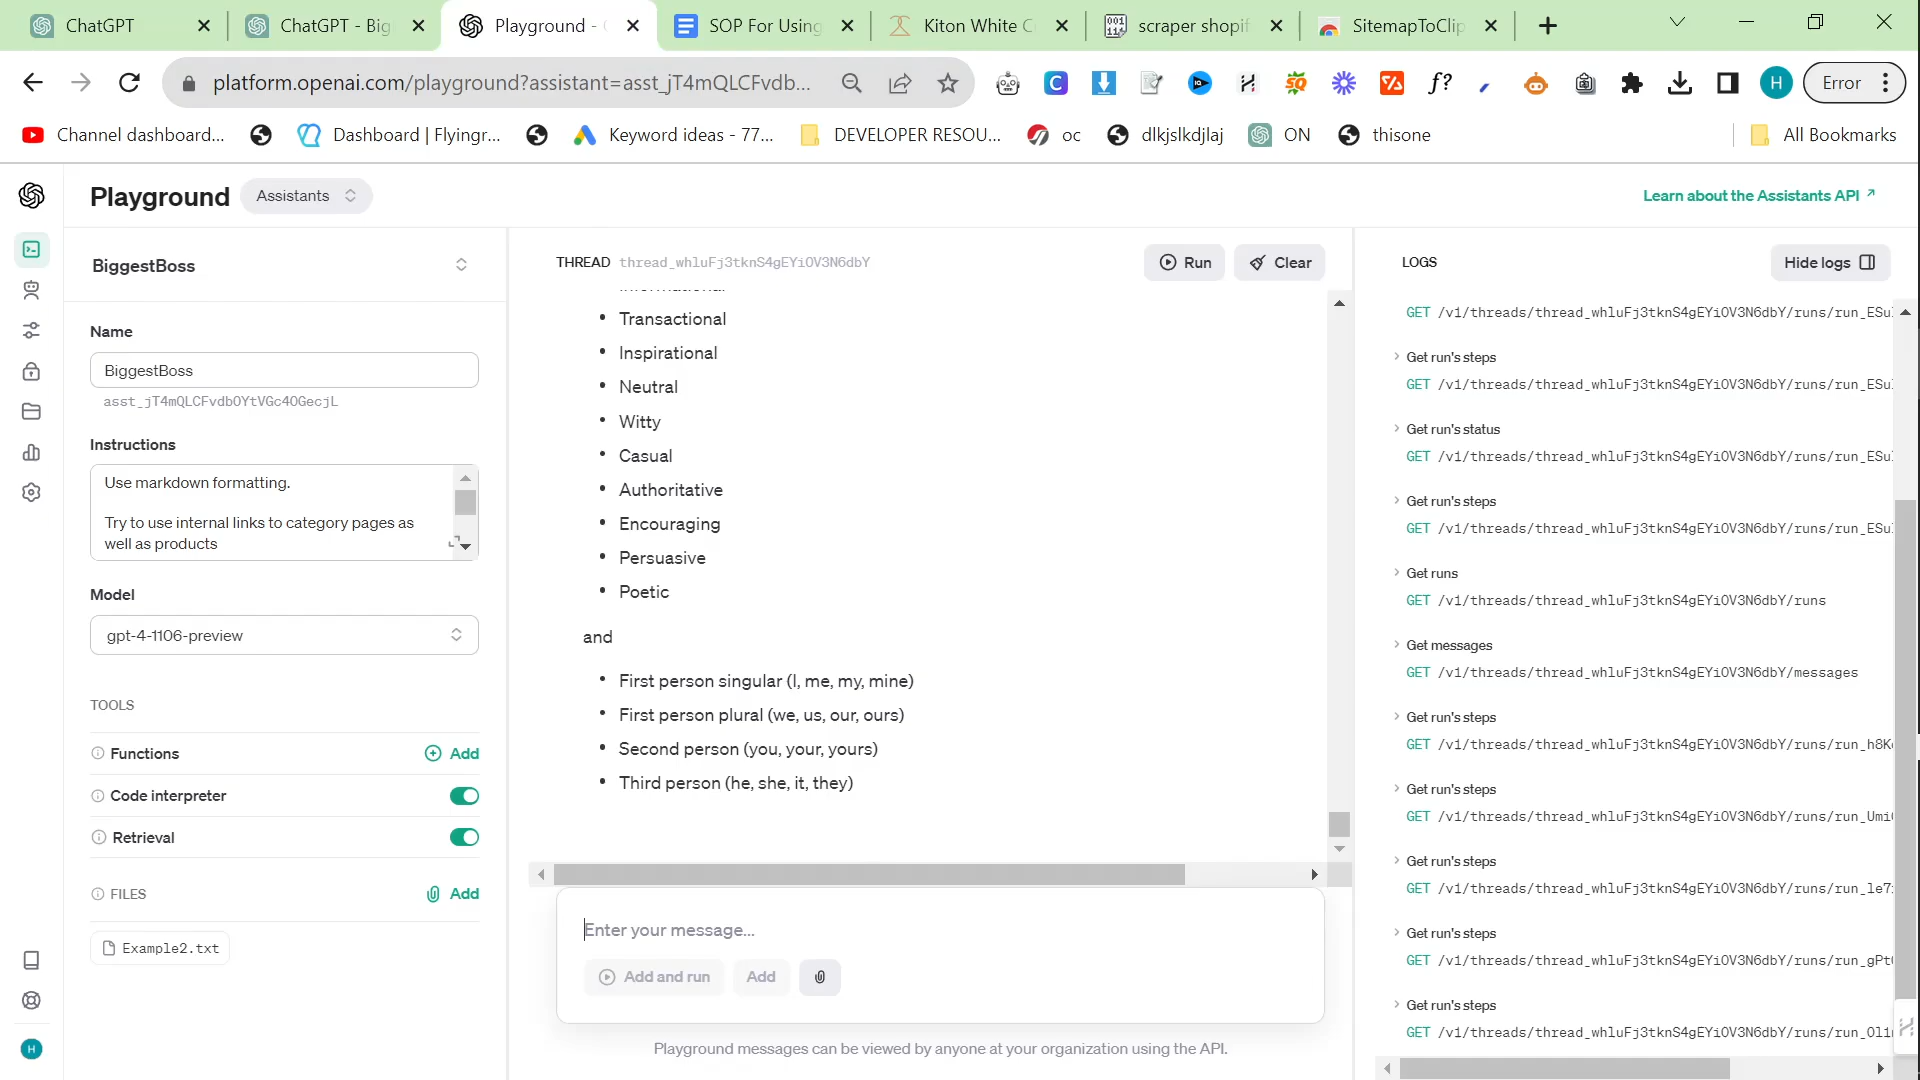 ChatGPT
ChatGPT - Big
Playground -
SOP For Using
Kiton White C
scraper shopif
SitemapToClip
platform.openai.com/playground?assistant=asst_jT4mQLCFvdb...
H
Error
Channel dashboard...
Dashboard | Flyingr...
Keyword ideas - 77...
DEVELOPER RESOU...
oc
dlkjslkdjlaj
ON
thisone
All Bookmarks
Playground
Assistants
Learn about the Assistants API
BiggestBoss
Name
BiggestBoss
asst_jT4mQLCFvdbOYtVGc4OGecjL
Instructions
Use markdown formatting.
Try to use internal links to category pages as
well as products
Model
gpt-4-1106-preview
TOOLS
Functions
Add
Code interpreter
Retrieval
FILES
Add
Example2.txt
H
THREAD thread_whluFj3tknS4gEYiOV3N6dbY
Run
Clear
Informational
• Transactional
• Inspirational
• Neutral
• Witty
• Casual
• Authoritative
• Encouraging
• Persuasive
• Poetic
and
• First person singular (I, me, my, mine)
• First person plural (we, us, our, ours)
• Second person (you, your, yours)
• Third person (he, she, it, they)
Enter your message...
Add and run
Add
Playground messages can be viewed by anyone at your organization using the API.
LOGS
Hide logs
GET /v1/threads/thread_whluFj3tknS4gEYiOV3N6dbY/runs/run_ESu
Get run's steps
GET /v1/threads/thread_whluFj3tknS4gEYiOV3N6dbY/runs/run_ESu
Get run's status
GET /v1/threads/thread_whluFj3tknS4gEYiOV3N6dbY/runs/run_ESu
Get run's steps
GET /v1/threads/thread_whluFj3tknS4gEYiOV3N6dbY/runs/run_ESu
Get runs
GET /v1/threads/thread_whluFj3tknS4gEYiOV3N6dbY/runs
Get messages
GET /v1/threads/thread_whluFj3tknS4gEYiOV3N6dbY/messages
Get run's steps
GET /v1/threads/thread_whluFj3tknS4gEYiOV3N6dbY/runs/run_h8K
Get run's steps
GET /v1/threads/thread_whluFj3tknS4gEYiOV3N6dbY/runs/run_Umi
Get run's steps
GET /v1/threads/thread_whluFj3tknS4gEYiOV3N6dbY/runs/run_le7
Get run's steps
GET /v1/threads/thread_whluFj3tknS4gEYiOV3N6dbY/runs/run_gPt
Get run's steps
GET /v1/threads/thread_whluFj3tknS4gEYiOV3N6dbY/runs/run_Oli